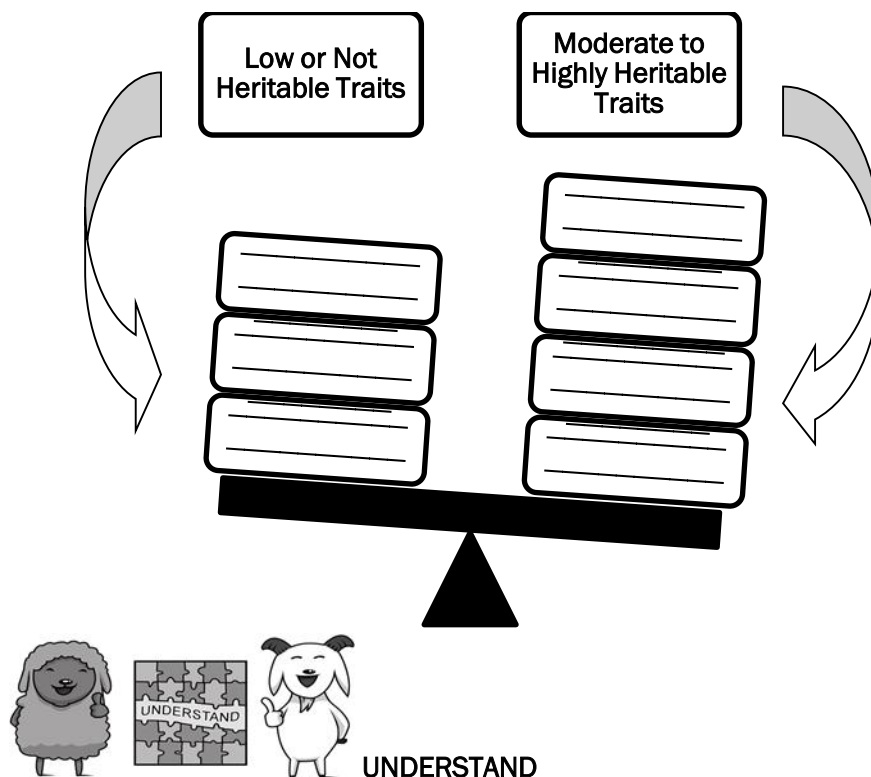 Low or Not
Heritable Traits
Moderate to
Highly Heritable
Traits
UNDERSTAND
UNDERSTAND